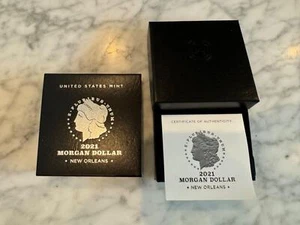 UNITED STATES MINT
2021
MORGAN DOLLAR
• NEW ORLEANS •
CERTIFICATE OF AUTHENTICITY
2021
MORGAN DOLLAR
• NEW ORLEANS •